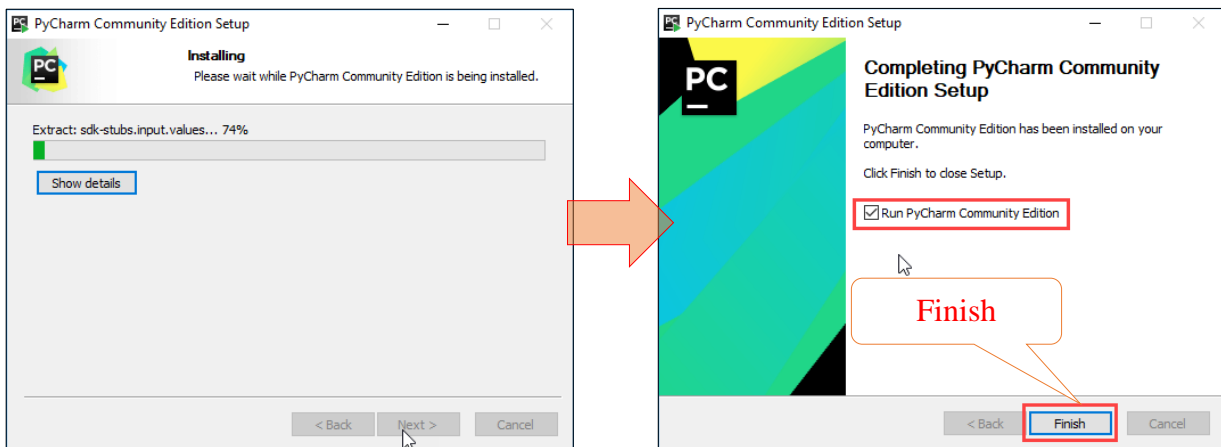 PyCharm Community Edition Setup
Installing
Please wait while PyCharm Community Edition is being installed.
Extract: sdk-stubs.input.values... 74%
Show details
< Back
Next >
Cancel
PyCharm Community Edition Setup
PC
Completing PyCharm Community
Edition Setup
PyCharm Community Edition has been installed on your
computer.
Click Finish to close Setup.
Run PyCharm Community Edition
Finish
< Back
Finish
Cancel